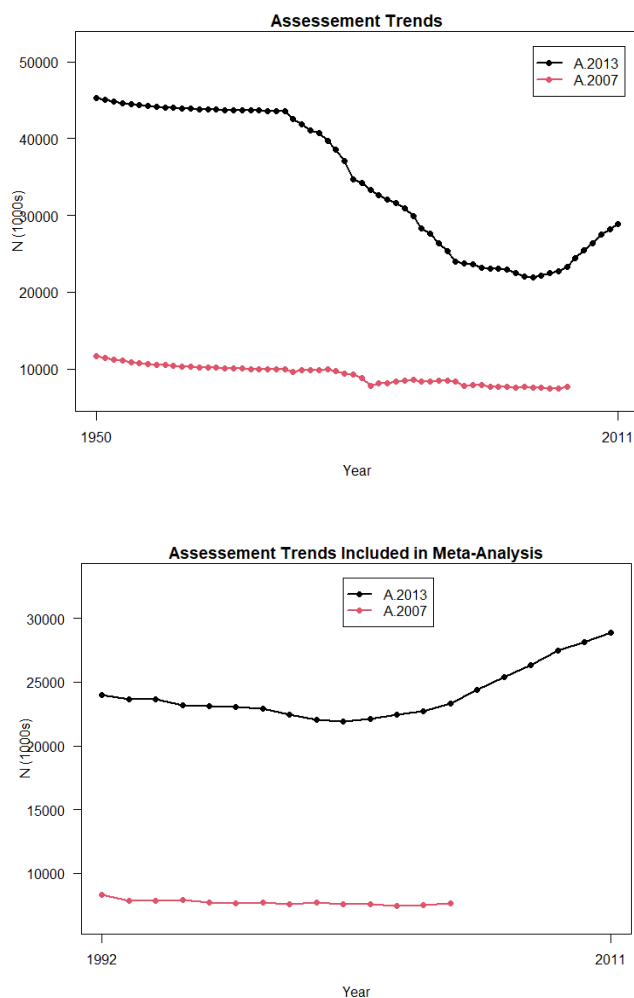 Assessement Trends
A.2013
A.2007
50000
40000
30000
20000
10000
N (1000s)
1950
2011
Year
Assessement Trends Included in Meta-Analysis
A.2013
A.2007
30000
25000
20000
15000
10000
N (1000s)
1992
2011
Year